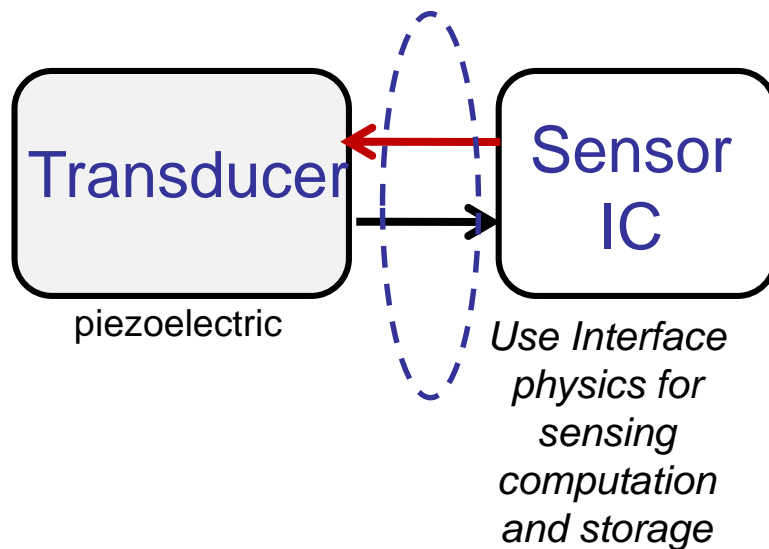 Transducer
piezoelectric
Sensor
IC
Use Interface
physics for
sensing
computation
and storage